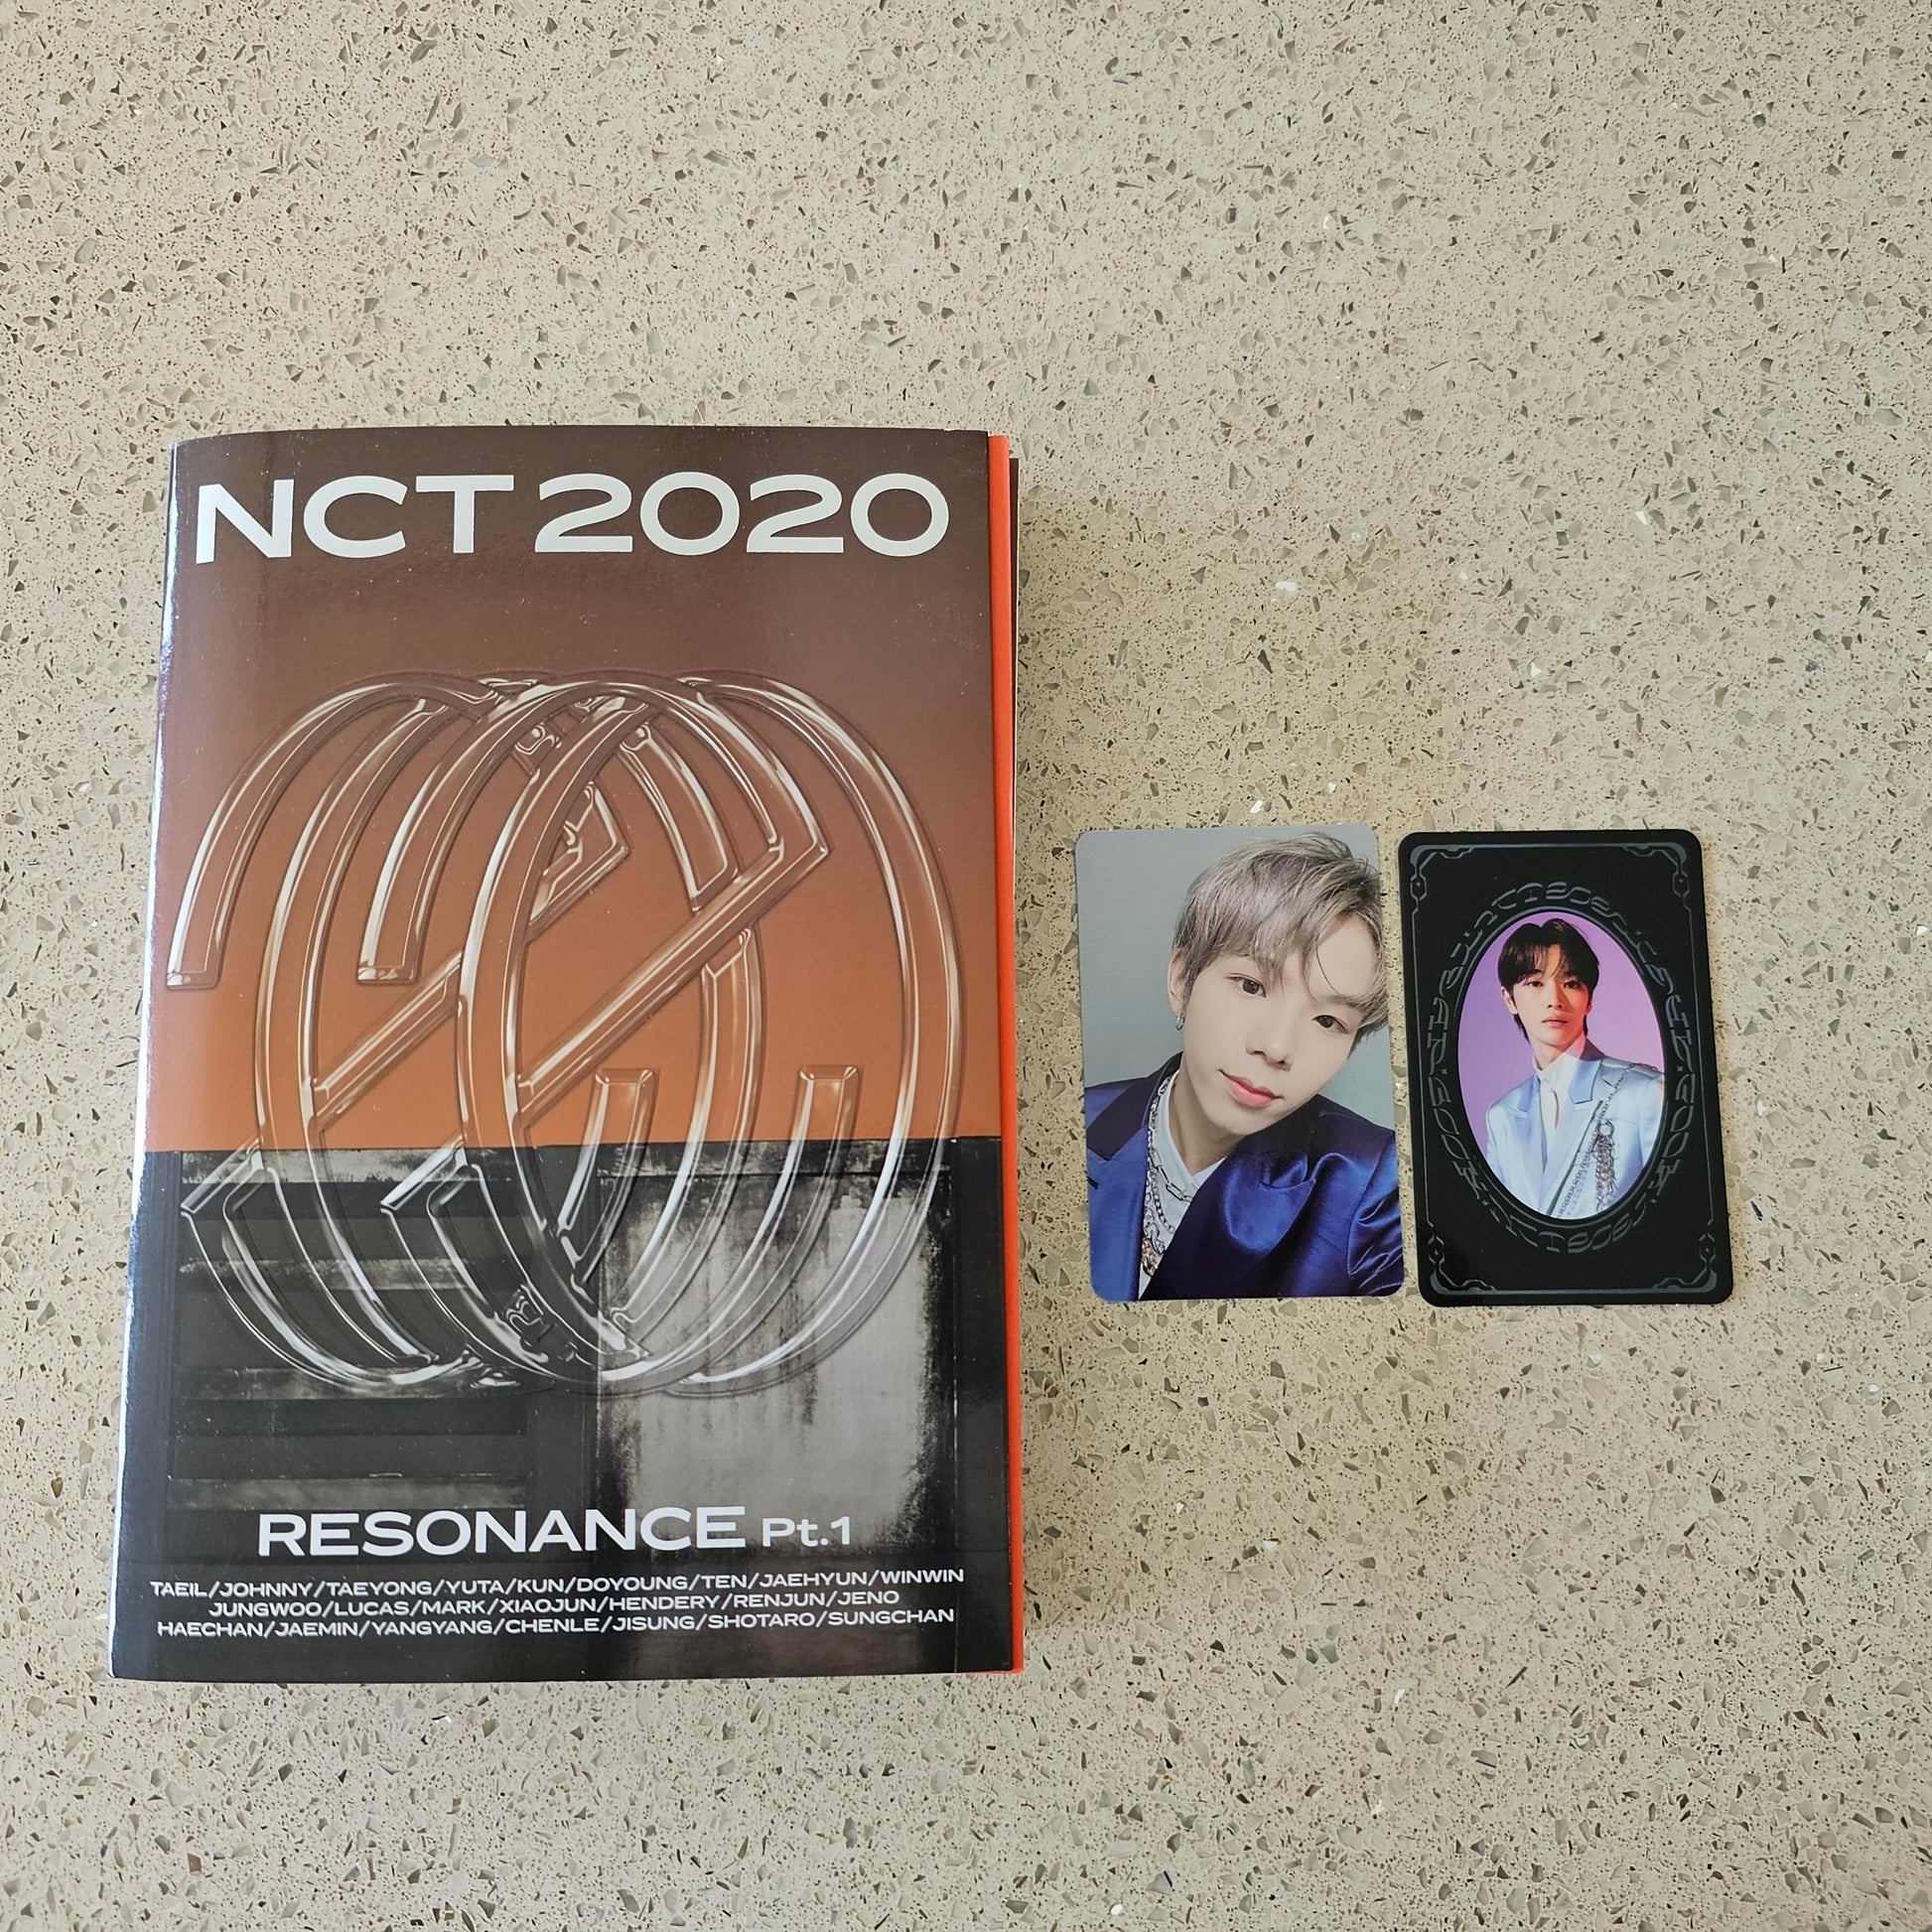 NCT 2020
RESONANCE Pt.1
TAEIL/JOHNNY/TAEYONG/YUTA/KUN/DOYOUNG/TEN/JAEHYUN/WINWIN
JUNGWOO/LUCAS/MARK/XIAOJUN/HENDERY/RENJUN/JENO
HAECHAN/JAEMIN/YANGYANG/CHENLE/JISUNG/SHOTARO/SUNGCHAN